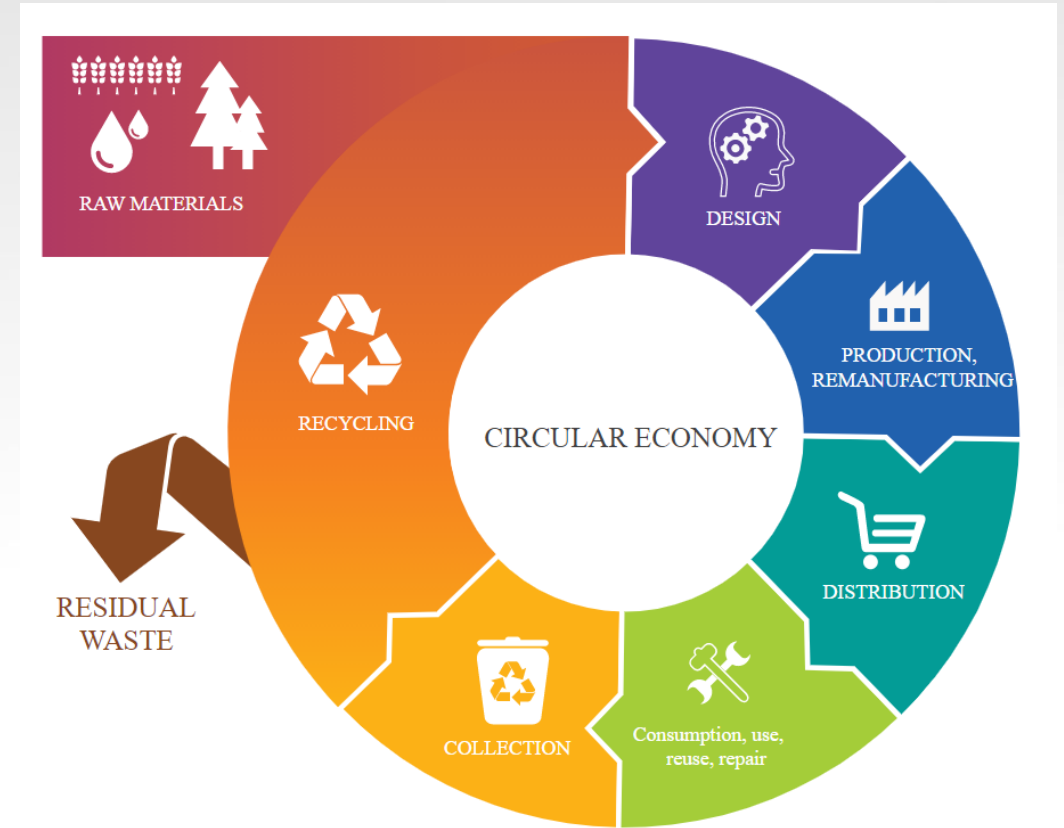 RAW MATERIALS
DESIGN
PRODUCTION,
REMANUFACTURING
RECYCLING
CIRCULAR ECONOMY
DISTRIBUTION
RESIDUAL
WASTE
COLLECTION
Consumption, use,
reuse, repair